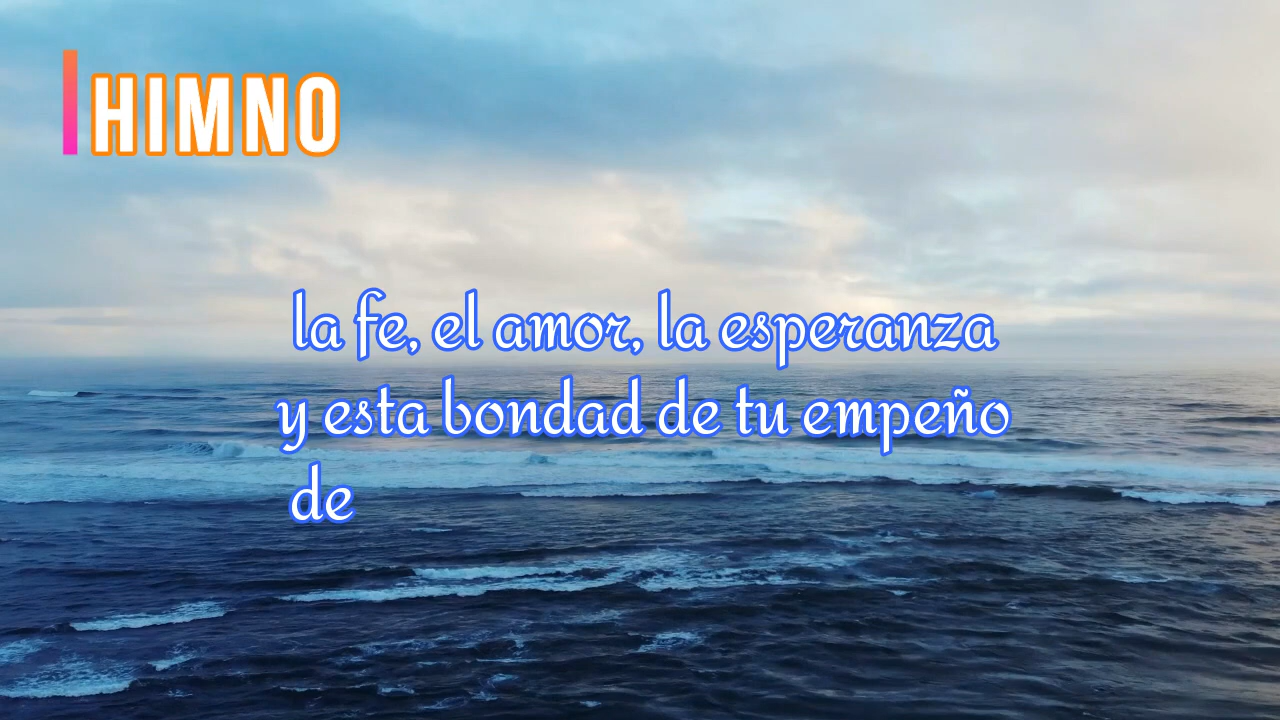 HIMNO
la fe, el amor, la esperanza
y esta bondad de tu empeño
de